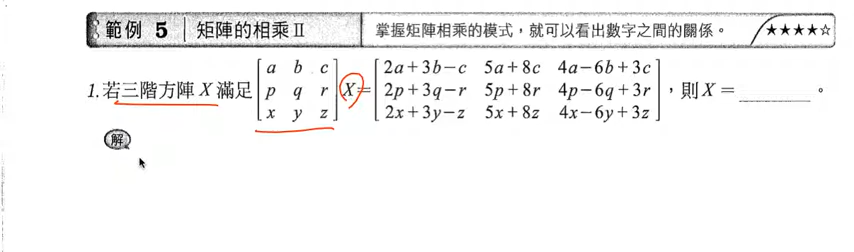 範例 5 矩陣的相乘Ⅱ 掌握矩陣相乘的模式，就可以看出數字之間的關係。 ★★★★☆
a b c 2a+3b−c 5a+8c 4a−6b+3c
1.若三階方陣 X 滿足 p q r X= 2p+3q−r 5p+8r 4p−6q+3r ，則 X = ______ 。
x y z 2x+3y−z 5x+8z 4x−6y+3z
解